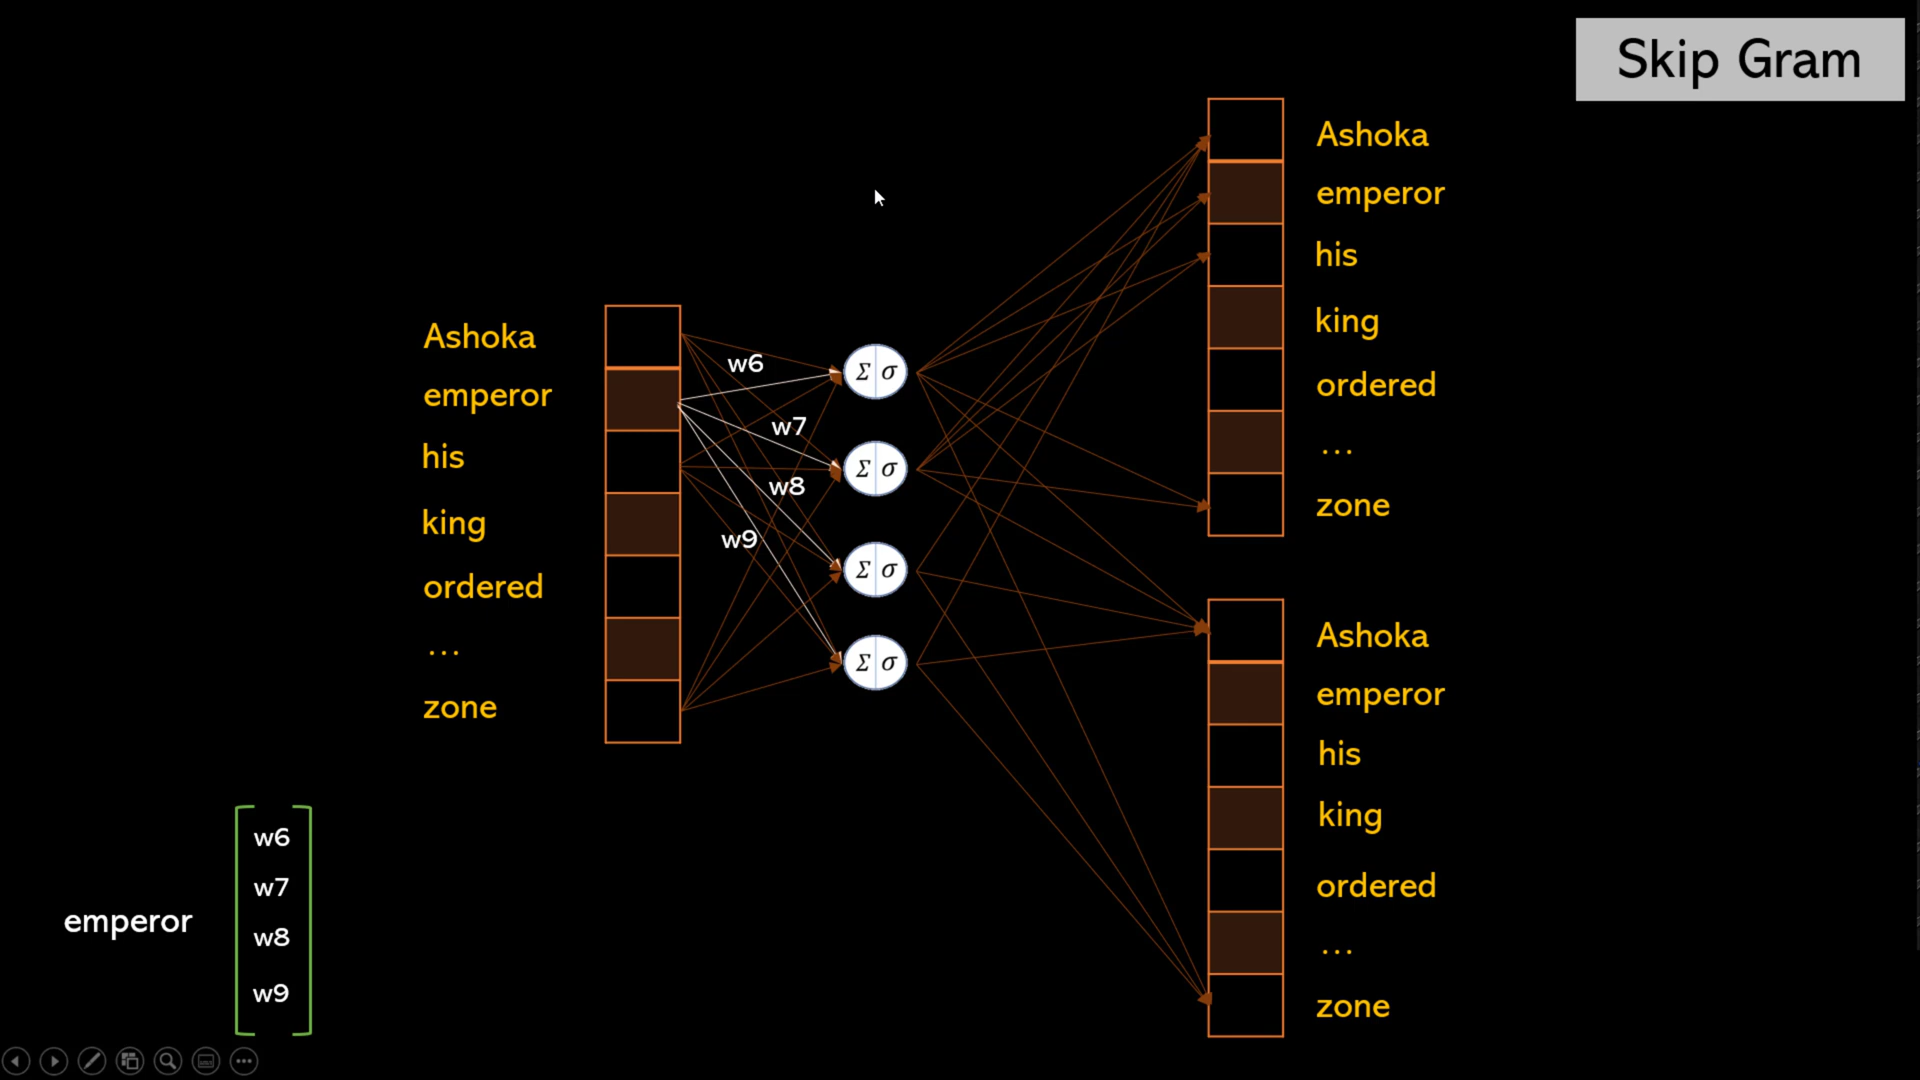 Skip Gram
Ashoka
emperor
his
king
ordered
...
zone
Ashoka
emperor
his
king
ordered
...
zone
w6
w7
w8
w9
Σ σ
Σ σ
Σ σ
Σ σ
Ashoka
emperor
his
king
ordered
...
zone
emperor
w6
w7
w8
w9